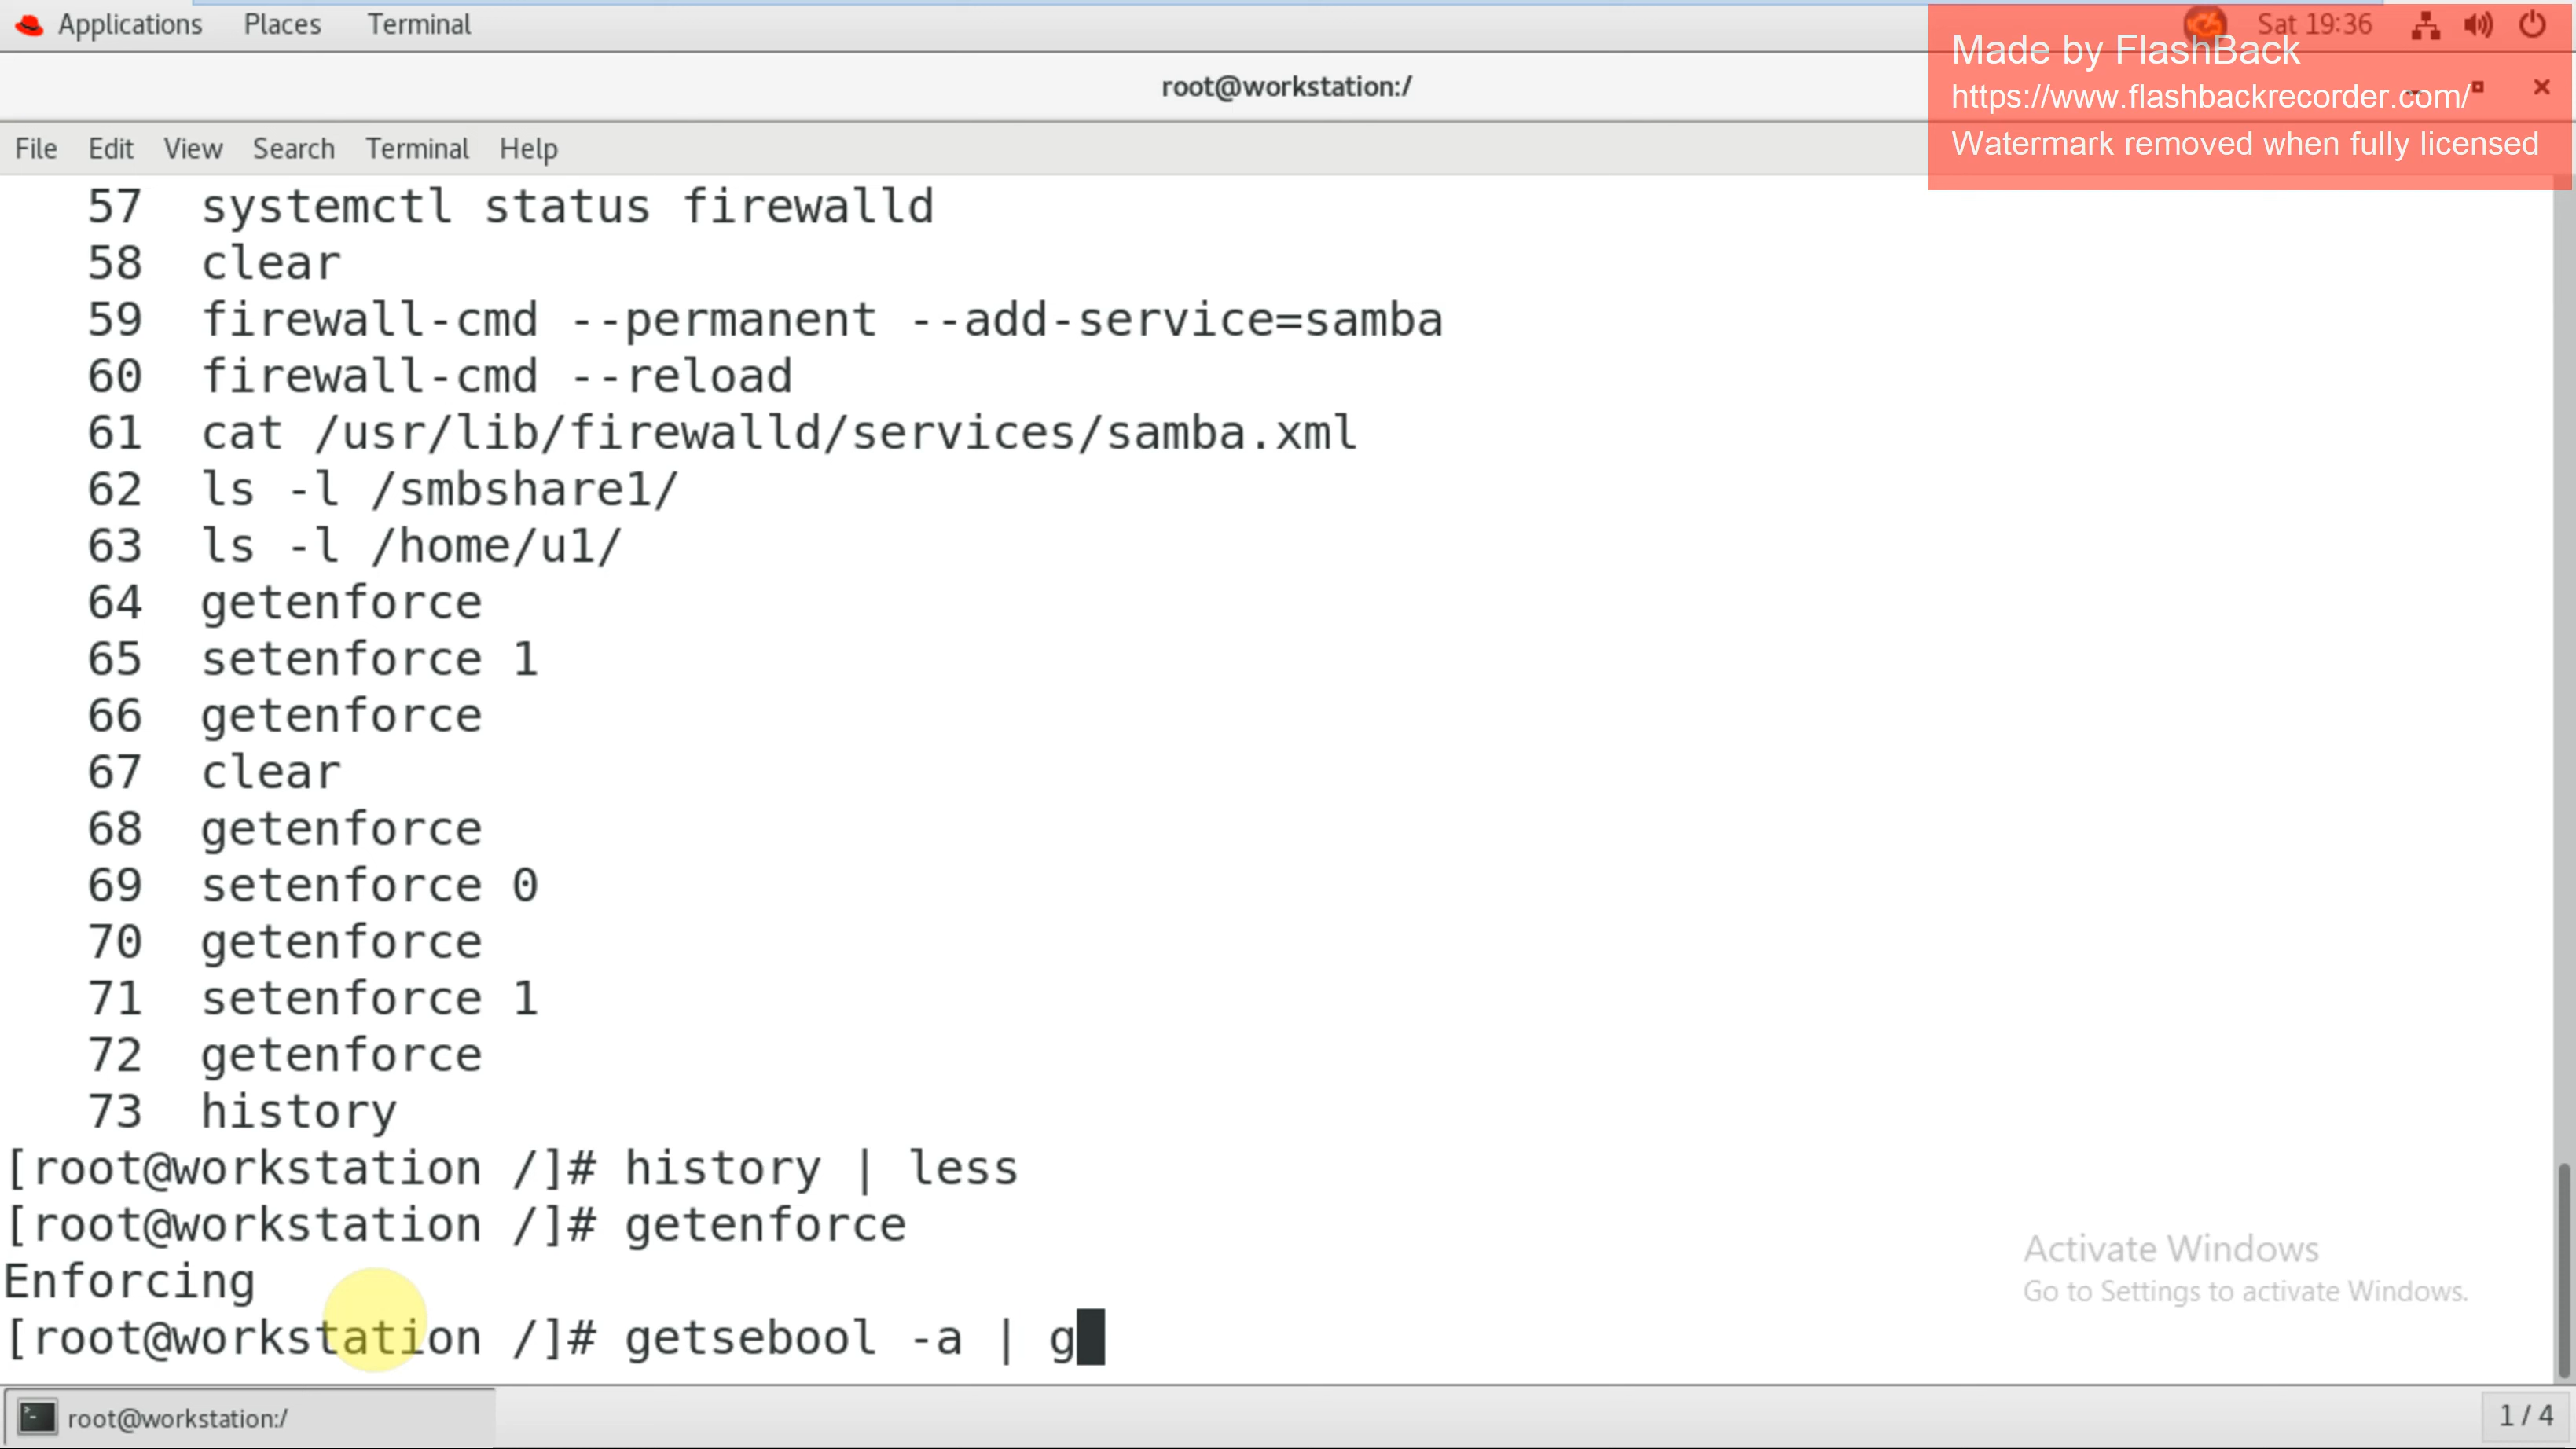 Applications Places Terminal
Sat 19:36
Made by FlashBack
https://www.flashbackrecorder.com/
Watermark removed when fully licensed
root@workstation:/
File Edit View Search Terminal Help
57 systemctl status firewalld
58 clear
59 firewall-cmd --permanent --add-service=samba
60 firewall-cmd --reload
61 cat /usr/lib/firewalld/services/samba.xml
62 ls -l /smbshare1/
63 ls -l /home/u1/
64 getenforce
65 setenforce 1
66 getenforce
67 clear
68 getenforce
69 setenforce 0
70 getenforce
71 setenforce 1
72 getenforce
73 history
[root@workstation /]# history | less
[root@workstation /]# getenforce
Enforcing
[root@workstation /]# getsebool -a | g
Activate Windows
Go to Settings to activate Windows.
root@workstation:/
1 / 4